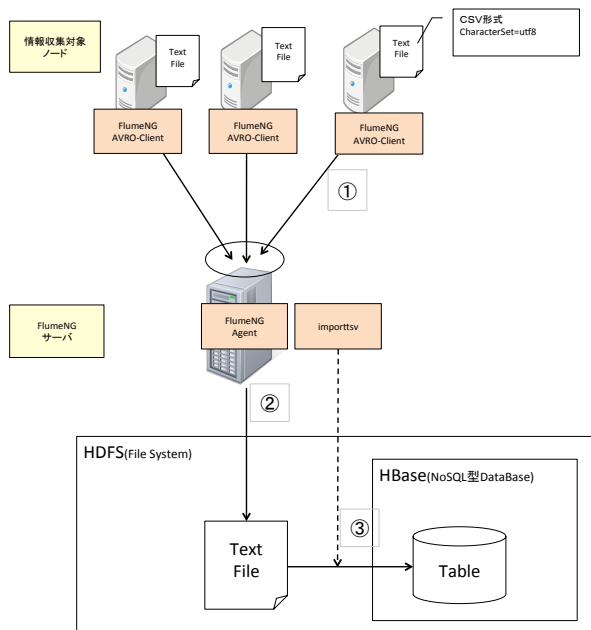 情報収集対象
ノード
Text
File
Text
File
Text
File
CSV形式
CharacterSet=utf8
FlumeNG
AVRO-Client
FlumeNG
AVRO-Client
FlumeNG
AVRO-Client
①
FlumeNG
サーバ
FlumeNG
Agent
importtsv
②
HDFS(File System)
HBase(NoSQL型DataBase)
③
Text
File
Table